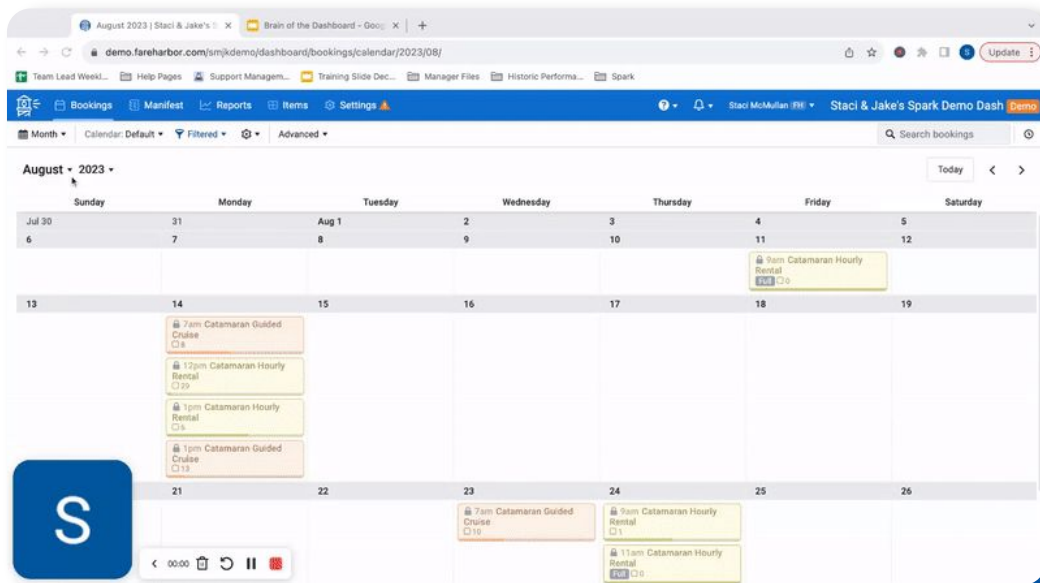 August 2023 | Staci & Jake's S
Brain of the Dashboard - Goog
demo.fareharbor.com/smjkdemo/dashboard/bookings/calendar/2023/08/
S
Update
Team Lead Weekl...
Help Pages
Support Managem...
Training Slide Dec...
Manager Files
Historic Performa...
Spark
Bookings
Manifest
Reports
Items
Settings
Staci McMullan FH
Staci & Jake's Spark Demo Dash Demo
Month
Calendar: Default
Filtered
Advanced
Search bookings
August 2023
Today
Sunday Monday Tuesday Wednesday Thursday Friday Saturday
Jul 30 31 Aug 1 2 3 4 5
6 7 8 9 10 11 12
9am Catamaran Hourly
Rental
Full 0
13 14 15 16 17 18 19
7am Catamaran Guided
Cruise
8
12pm Catamaran Hourly
Rental
29
1pm Catamaran Hourly
Rental
5
1pm Catamaran Guided
Cruise
13
21 22 23 24 25 26
7am Catamaran Guided
Cruise
10
9am Catamaran Hourly
Rental
1
11am Catamaran Hourly
Rental
Full 0
S
00:00